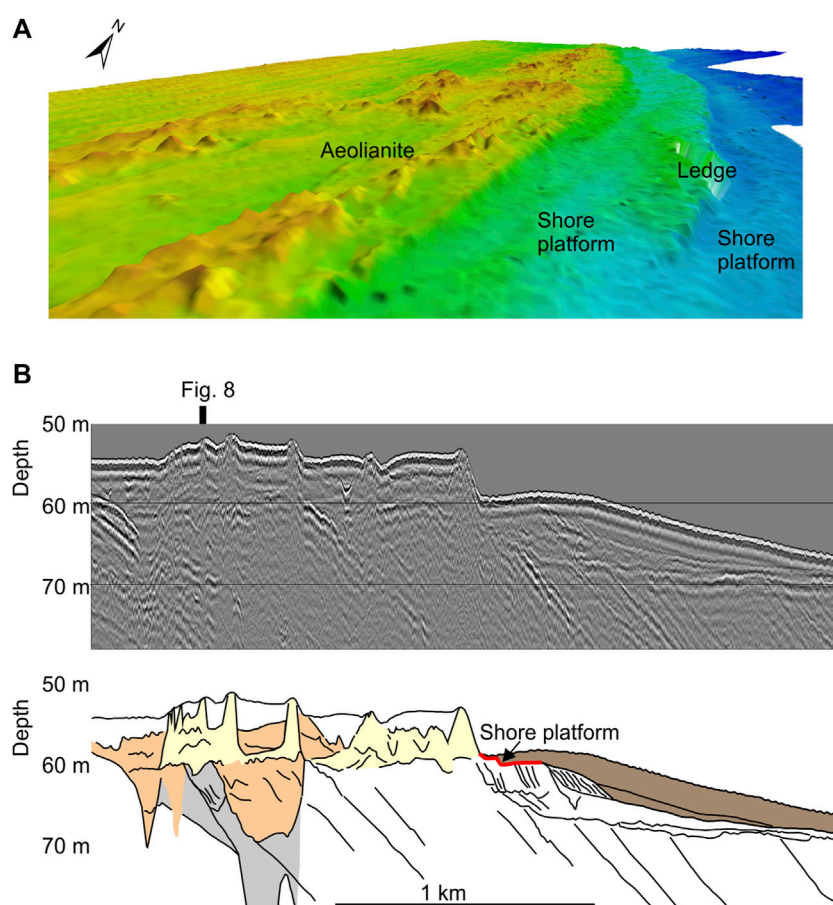 A
N
Aeolianite
Ledge
Shore
platform
Shore
platform
B
Fig. 8
50 m
Depth
60 m
70 m
50 m
Depth
Shore platform
60 m
70 m
1 km